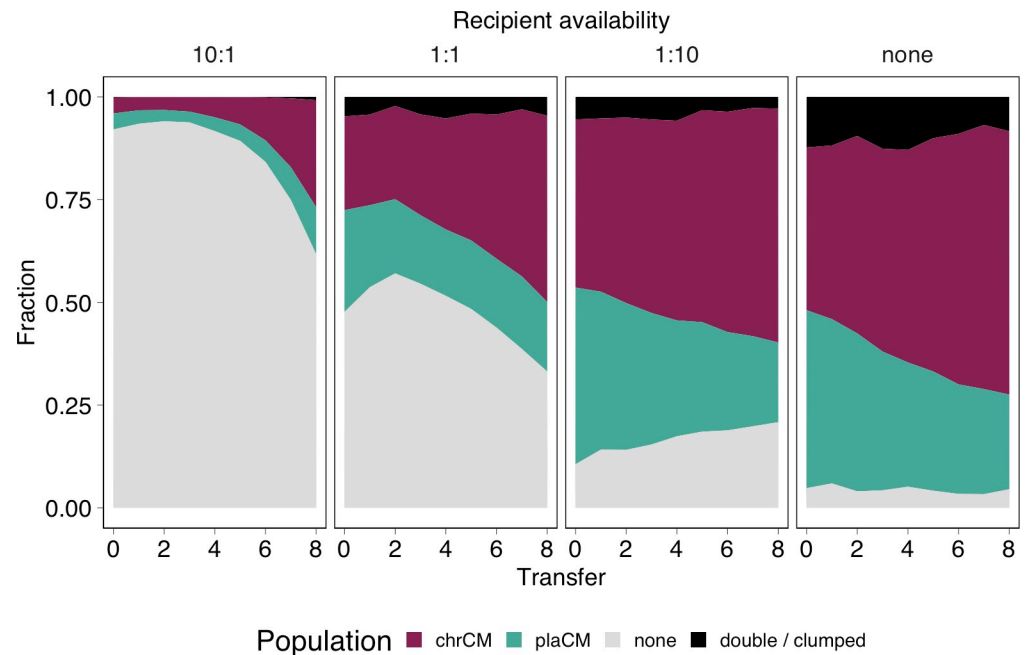 Recipient availability
10:1 1:1 1:10 none
1.00
0.75
0.50
0.25
0.00
Fraction
0 2 4 6 8 0 2 4 6 8 0 2 4 6 8 0 2 4 6 8
Transfer
Population chrCM plaCM none double / clumped